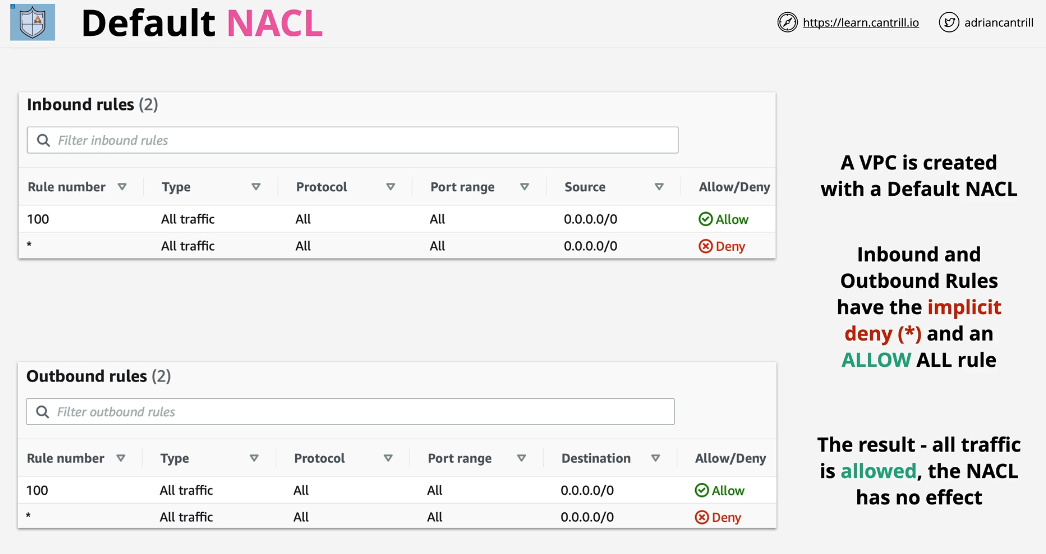 Default NACL
https://learn.cantrill.io
adriancantrill
Inbound rules (2)
Filter inbound rules
Rule number Type Protocol Port range Source Allow/Deny
100 All traffic All All 0.0.0.0/0 Allow
* All traffic All All 0.0.0.0/0 Deny
A VPC is created
with a Default NACL
Inbound and
Outbound Rules
have the implicit
deny (*) and an
ALLOW ALL rule
Outbound rules (2)
Filter outbound rules
Rule number Type Protocol Port range Destination Allow/Deny
100 All traffic All All 0.0.0.0/0 Allow
* All traffic All All 0.0.0.0/0 Deny
The result - all traffic
is allowed, the NACL
has no effect